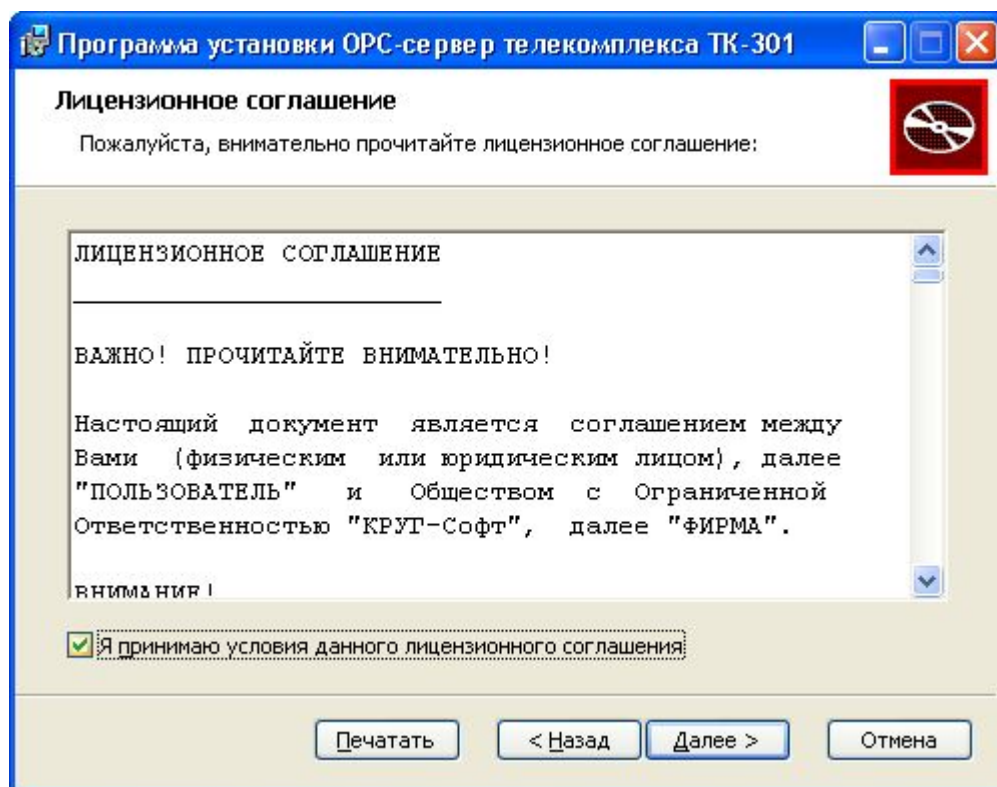 Программа установки ОРС-сервер телекомплекса ТК-301
Лицензионное соглашение
Пожалуйста, внимательно прочитайте лицензионное соглашение:
ЛИЦЕНЗИОННОЕ СОГЛАШЕНИЕ
ВАЖНО! ПРОЧИТАЙТЕ ВНИМАТЕЛЬНО!
Настоящий документ является соглашением между
Вами (физическим или юридическим лицом), далее
"ПОЛЬЗОВАТЕЛЬ" и Обществом с Ограниченной
Ответственностью "КРУГ-Софт", далее "ФИРМА".
ВНИМАНИЕ!
Я принимаю условия данного лицензионного соглашения
Печатать
< Назад
Далее >
Отмена